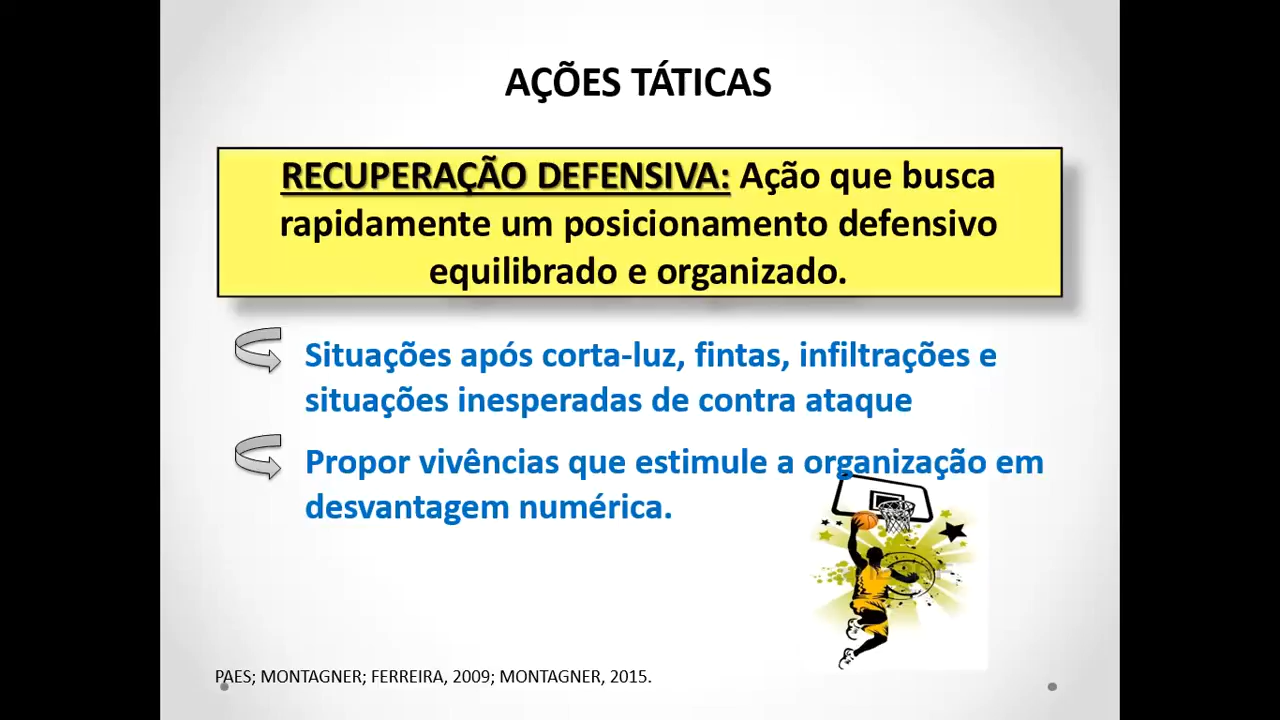 AÇÕES TÁTICAS
RECUPERAÇÃO DEFENSIVA: Ação que busca
rapidamente um posicionamento defensivo
equilibrado e organizado.
Situações após corta-luz, fintas, infiltrações e
situações inesperadas de contra ataque
Propor vivências que estimule a organização em
desvantagem numérica.
PAES; MONTAGNER; FERREIRA, 2009; MONTAGNER, 2015.